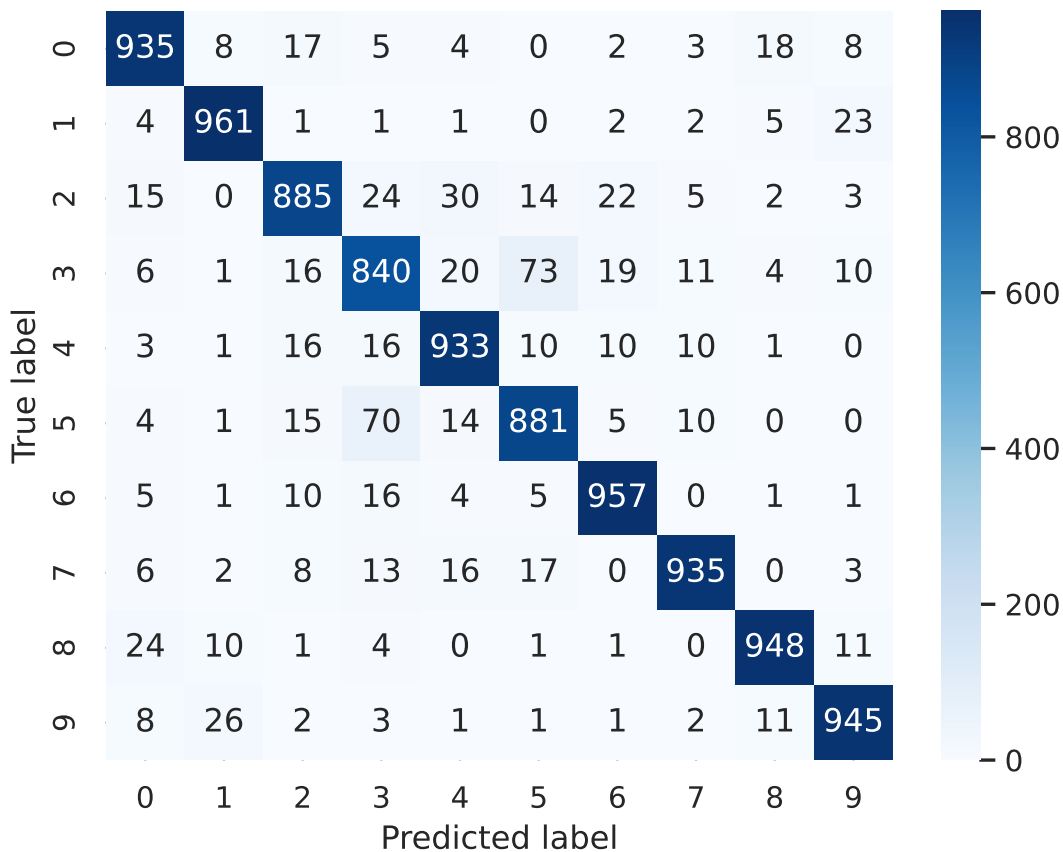 0 935 8 17 5 4 0 2 3 18 8
1 4 961 1 1 1 0 2 2 5 23
2 15 0 885 24 30 14 22 5 2 3
3 6 1 16 840 20 73 19 11 4 10
4 3 1 16 16 933 10 10 10 1 0
5 4 1 15 70 14 881 5 10 0 0
6 5 1 10 16 4 5 957 0 1 1
7 6 2 8 13 16 17 0 935 0 3
8 24 10 1 4 0 1 1 0 948 11
9 8 26 2 3 1 1 1 2 11 945
0 1 2 3 4 5 6 7 8 9
Predicted label
True label
800
600
400
200
0